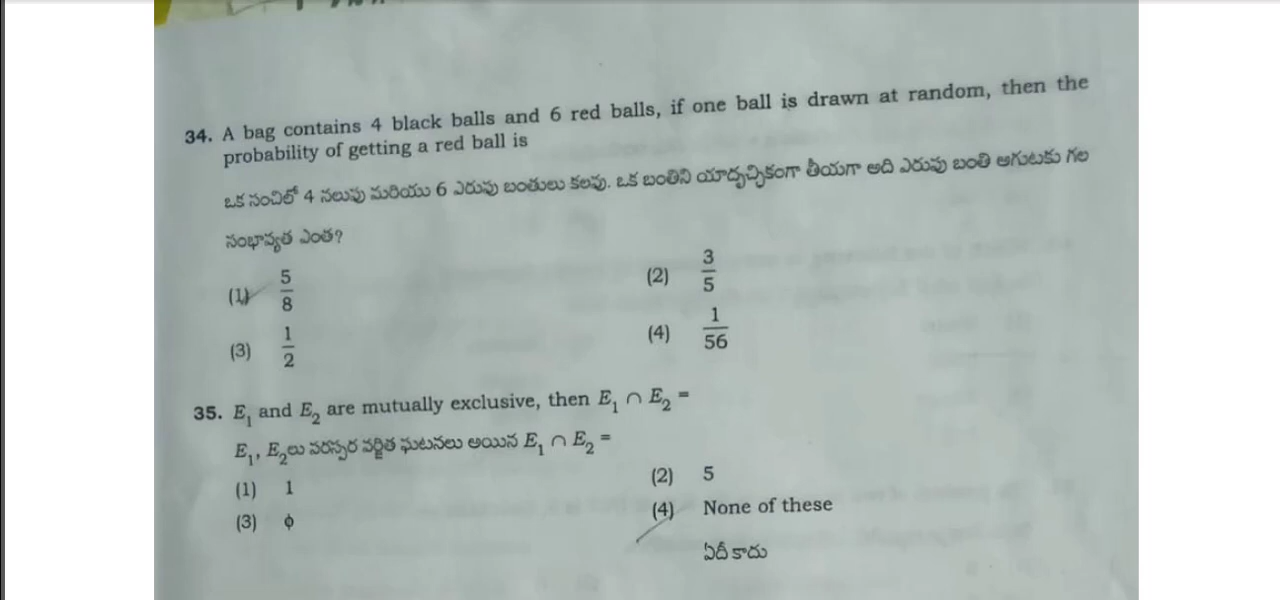 34. A bag contains 4 black balls and 6 red balls, if one ball is drawn at random, then the
probability of getting a red ball is
ఒక సంచిలో 4 నలుపు మరియు 6 ఎరుపు బంతులు కలవు. ఒక బంతిని యాదృచ్ఛికంగా తీయగా అది ఎరుపు బంతి అగుటకు గల
సంభావ్యత ఎంత?
(1) 5/8 (2) 3/5
(3) 1/2 (4) 1/56
35. E₁ and E₂ are mutually exclusive, then E₁ ∩ E₂ =
E₁, E₂లు పరస్పర వర్జిత ఘటనలు అయిన E₁ ∩ E₂ =
(1) 1 (2) 5
(3) ϕ (4) None of these
ఏదీ కాదు